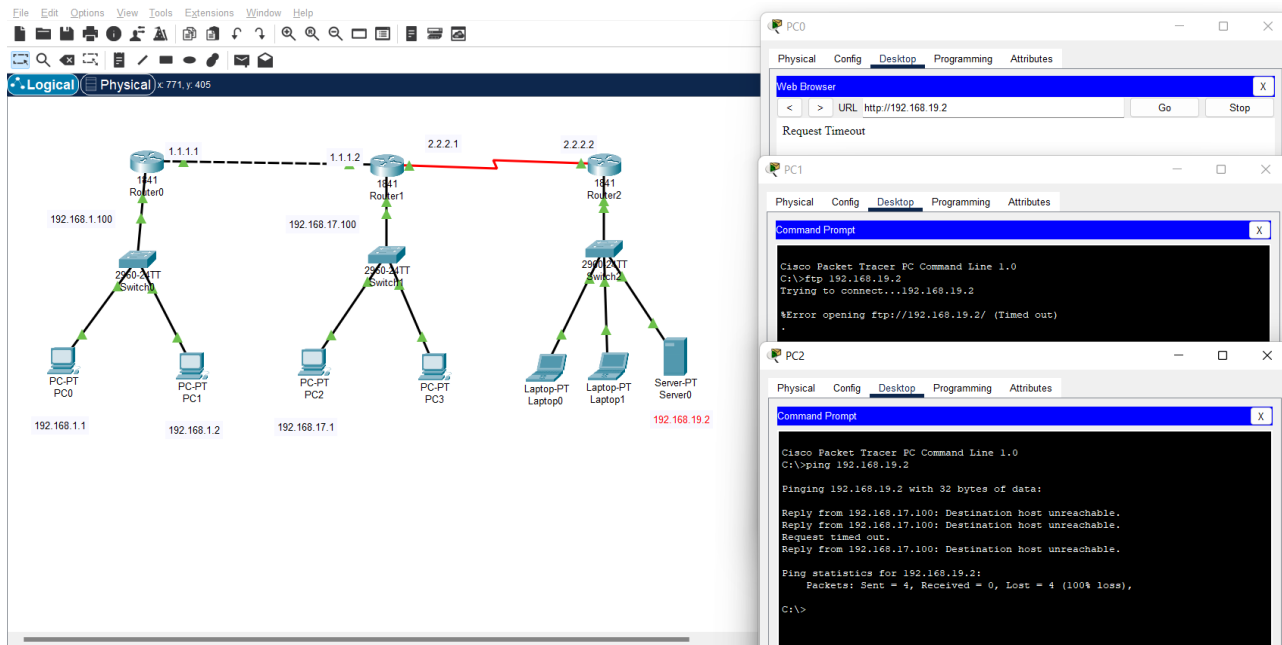 File Edit Options View Tools Extensions Window Help
Logical Physical x: 771, y: 405
1.1.1.1
1.1.1.2
2.2.2.1
2.2.2.2
1841
Router0
1841
Router1
1841
Router2
192.168.1.100
192.168.17.100
2960-24TT
Switch0
2960-24TT
Switch1
2960-24TT
Switch2
PC-PT
PC0
PC-PT
PC1
PC-PT
PC2
PC-PT
PC3
Laptop-PT
Laptop0
Laptop-PT
Laptop1
Server-PT
Server0
192.168.1.1
192.168.1.2
192.168.17.1
192.168.19.2
PC0
Physical Config Desktop Programming Attributes
Web Browser X
< > URL http://192.168.19.2 Go Stop
Request Timeout
PC1
Physical Config Desktop Programming Attributes
Command Prompt X
Cisco Packet Tracer PC Command Line 1.0
C:\>ftp 192.168.19.2
Trying to connect...192.168.19.2
%Error opening ftp://192.168.19.2/ (Timed out)
.
PC2
Physical Config Desktop Programming Attributes
Command Prompt X
Cisco Packet Tracer PC Command Line 1.0
C:\>ping 192.168.19.2
Pinging 192.168.19.2 with 32 bytes of data:
Reply from 192.168.17.100: Destination host unreachable.
Reply from 192.168.17.100: Destination host unreachable.
Request timed out.
Reply from 192.168.17.100: Destination host unreachable.
Ping statistics for 192.168.19.2:
Packets: Sent = 4, Received = 0, Lost = 4 (100% loss),
C:\>